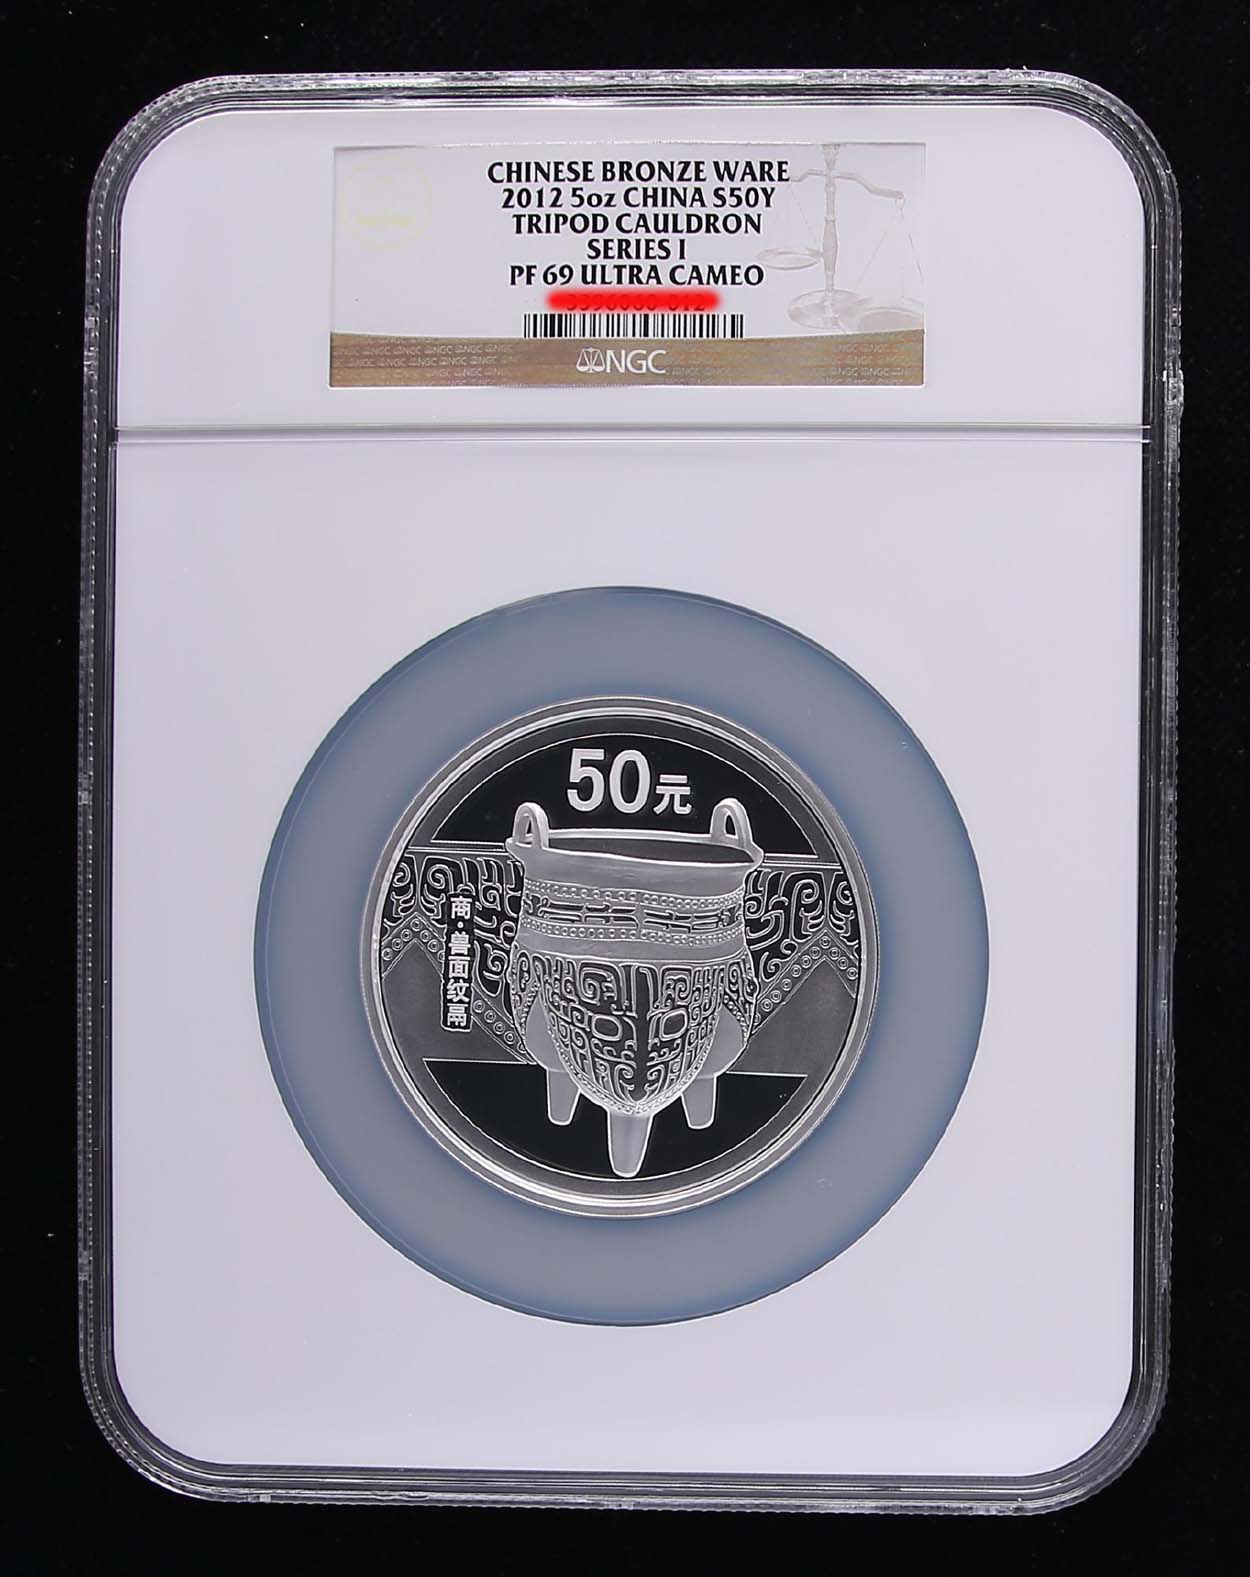 CHINESE BRONZE WARE
2012 5oz CHINA S50Y
TRIPOD CAULDRON
SERIES I
PF 69 ULTRA CAMEO
NGC
50元
商·兽面纹鬲